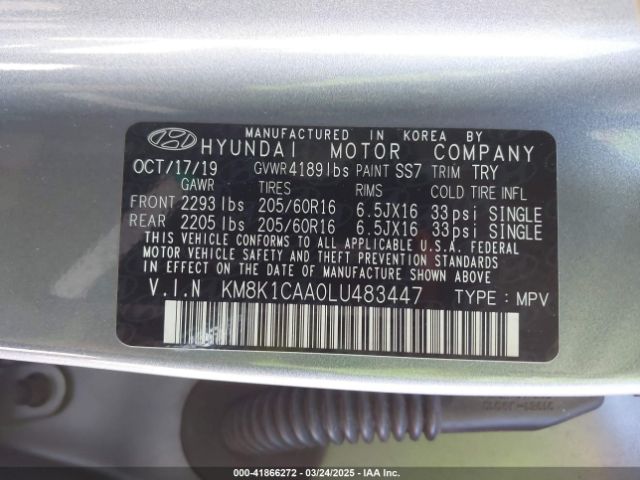 MANUFACTURED IN KOREA BY
HYUNDAI MOTOR COMPANY
OCT/17/19 GVWR 4189lbs PAINT SS7 TRIM TRY
GAWR TIRES RIMS COLD TIRE INFL
FRONT 2293 lbs 205/60R16 6.5JX16 33psi SINGLE
REAR 2205 lbs 205/60R16 6.5JX16 33psi SINGLE
THIS VEHICLE CONFORMS TO ALL APPLICABLE U.S.A. FEDERAL
MOTOR VEHICLE SAFETY AND THEFT PREVENTION STANDARDS
IN EFFECT ON THE DATE OF MANUFACTURE SHOWN ABOVE.
V.I.N KM8K1CAA0LU483447 TYPE : MPV
000-41866272 - 03/24/2025 - IAA Inc.